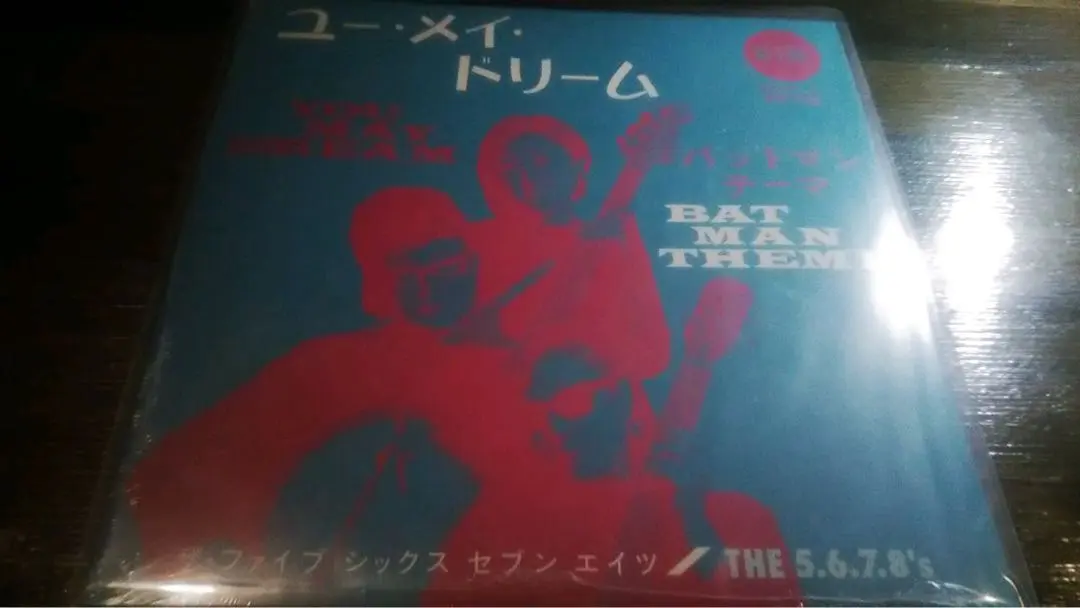 ユー・メイ・
ドリーム
YOU
MAY
DREAM
バットマン
テーマ
BAT
MAN
THEME
ザ ファイブ シックス セブン エイツ / THE 5.6.7.8's